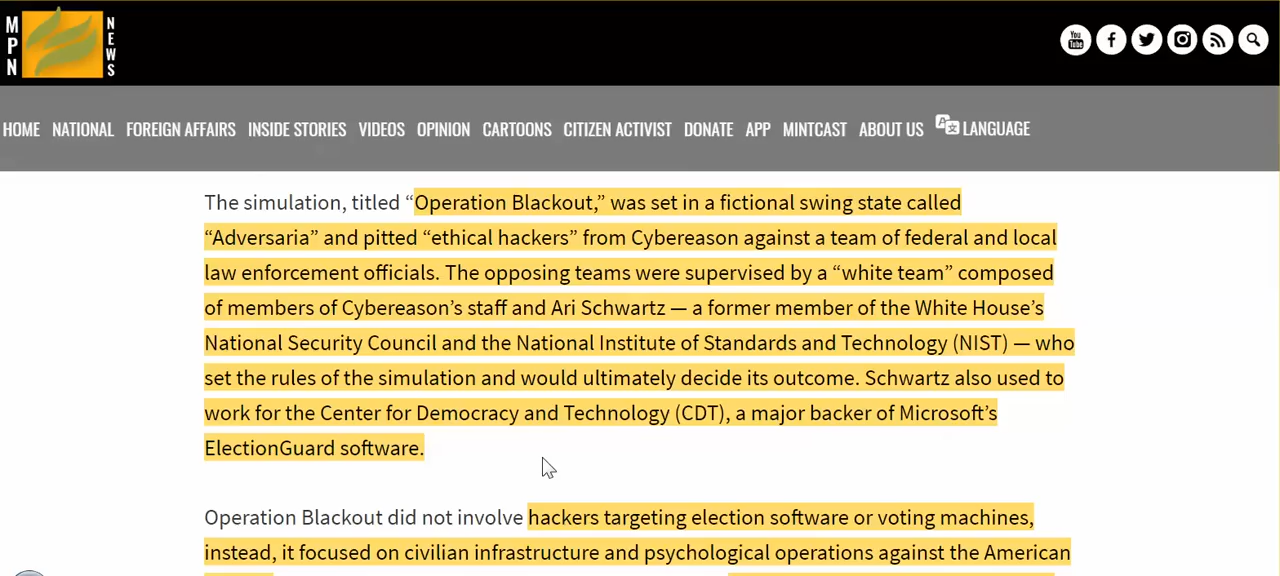 MPN NEWS
You Tube
HOME NATIONAL FOREIGN AFFAIRS INSIDE STORIES VIDEOS OPINION CARTOONS CITIZEN ACTIVIST DONATE APP MINTCAST ABOUT US LANGUAGE
The simulation, titled “Operation Blackout,” was set in a fictional swing state called
“Adversaria” and pitted “ethical hackers” from Cybereason against a team of federal and local
law enforcement officials. The opposing teams were supervised by a “white team” composed
of members of Cybereason’s staff and Ari Schwartz — a former member of the White House’s
National Security Council and the National Institute of Standards and Technology (NIST) — who
set the rules of the simulation and would ultimately decide its outcome. Schwartz also used to
work for the Center for Democracy and Technology (CDT), a major backer of Microsoft’s
ElectionGuard software.
Operation Blackout did not involve hackers targeting election software or voting machines,
instead, it focused on civilian infrastructure and psychological operations against the American